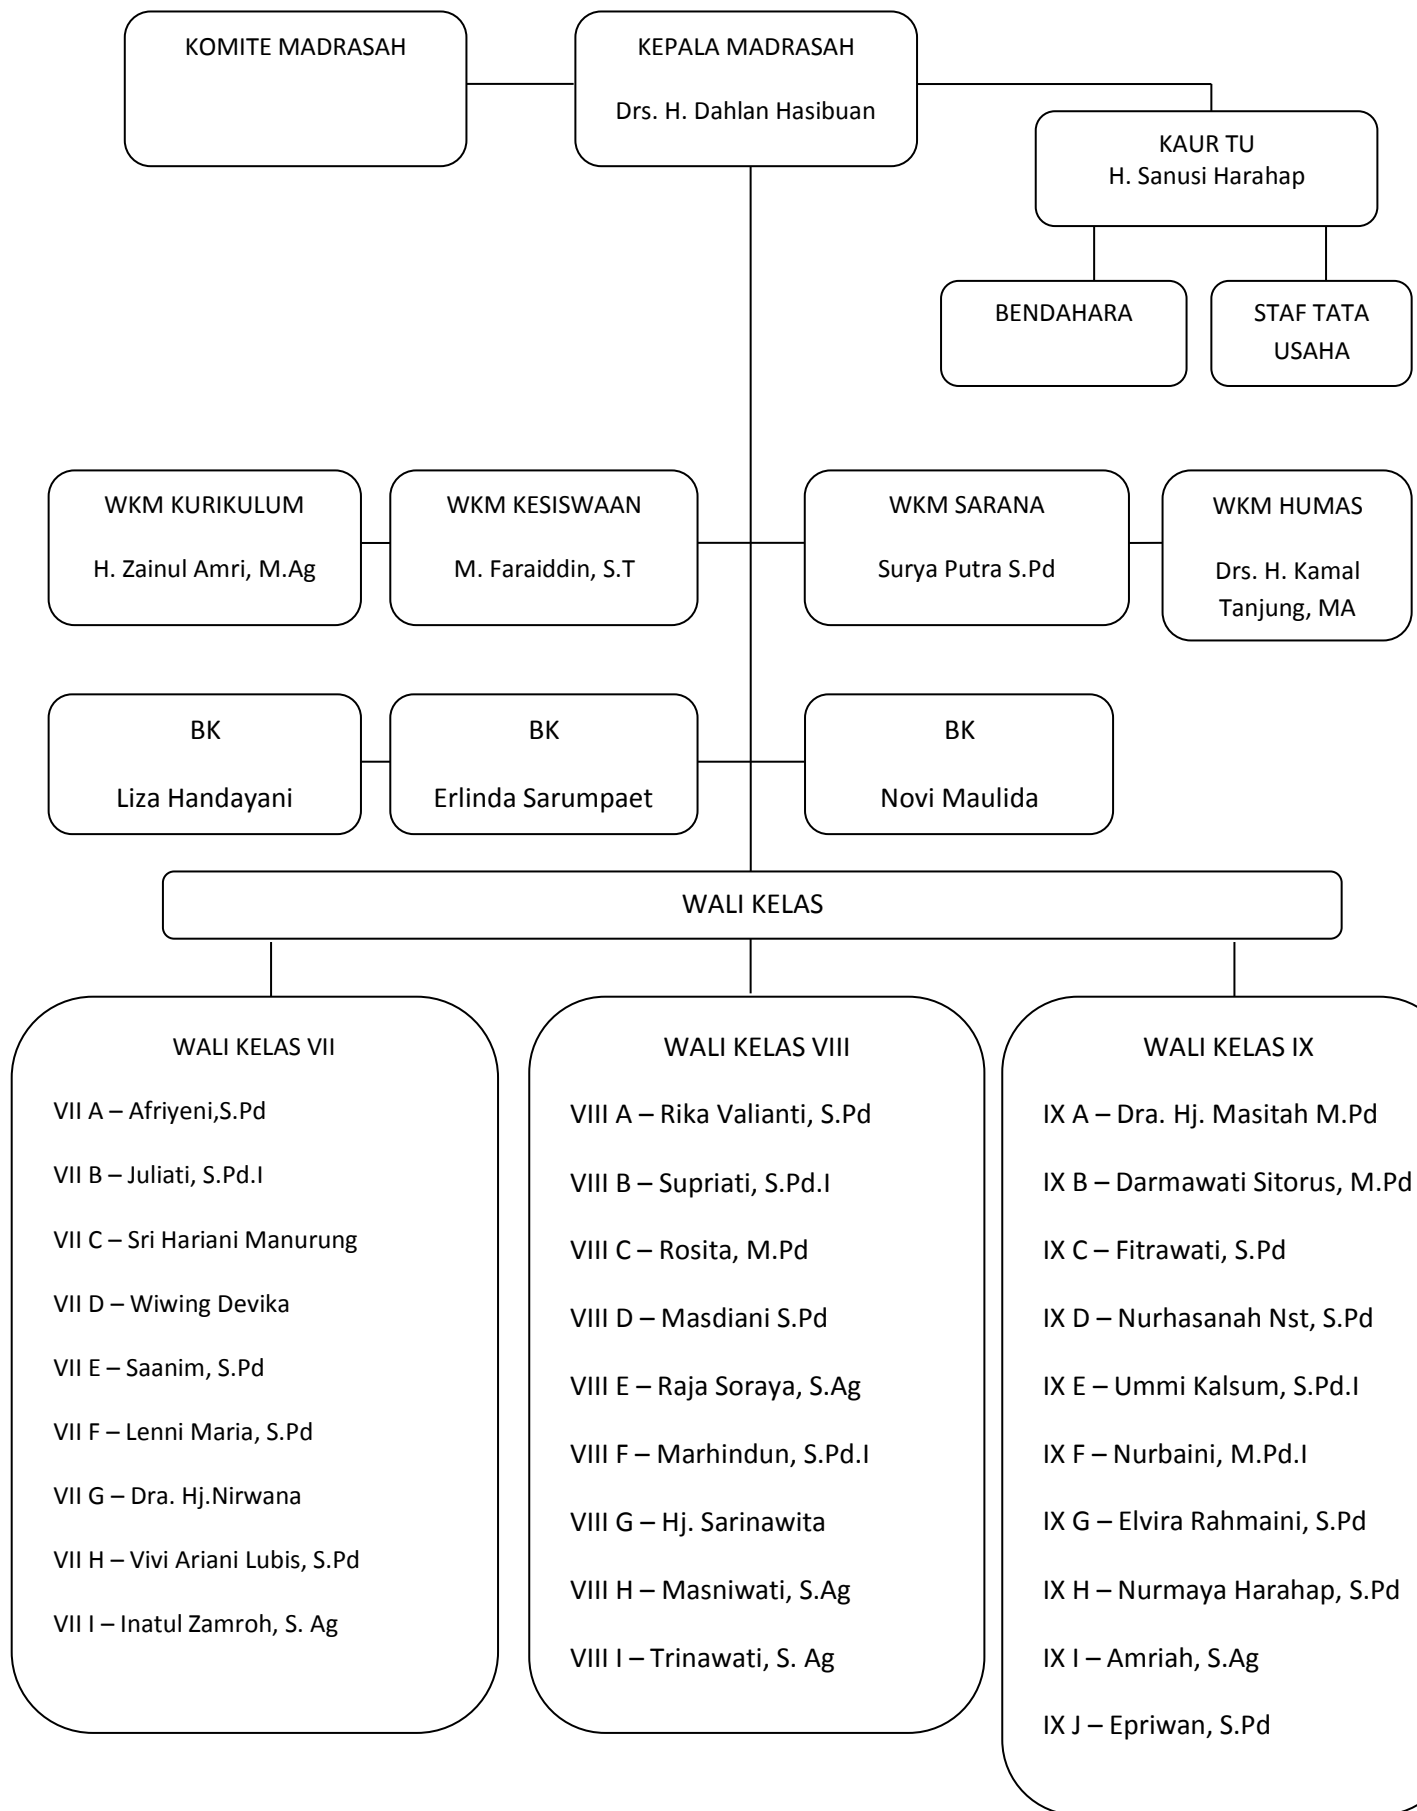 KOMITE MADRASAH
KEPALA MADRASAH
Drs. H. Dahlan Hasibuan
KAUR TU
H. Sanusi Harahap
BENDAHARA
STAF TATA
USAHA
WKM KURIKULUM
H. Zainul Amri, M.Ag
WKM KESISWAAN
M. Faraiddin, S.T
WKM SARANA
Surya Putra S.Pd
WKM HUMAS
Drs. H. Kamal
Tanjung, MA
BK
Liza Handayani
BK
Erlinda Sarumpaet
BK
Novi Maulida
WALI KELAS
WALI KELAS VII
VII A – Afriyeni,S.Pd
VII B – Juliati, S.Pd.I
VII C – Sri Hariani Manurung
VII D – Wiwing Devika
VII E – Saanim, S.Pd
VII F – Lenni Maria, S.Pd
VII G – Dra. Hj.Nirwana
VII H – Vivi Ariani Lubis, S.Pd
VII I – Inatul Zamroh, S. Ag
WALI KELAS VIII
VIII A – Rika Valianti, S.Pd
VIII B – Supriati, S.Pd.I
VIII C – Rosita, M.Pd
VIII D – Masdiani S.Pd
VIII E – Raja Soraya, S.Ag
VIII F – Marhindun, S.Pd.I
VIII G – Hj. Sarinawita
VIII H – Masniwati, S.Ag
VIII I – Trinawati, S. Ag
WALI KELAS IX
IX A – Dra. Hj. Masitah M.Pd
IX B – Darmawati Sitorus, M.Pd
IX C – Fitrawati, S.Pd
IX D – Nurhasanah Nst, S.Pd
IX E – Ummi Kalsum, S.Pd.I
IX F – Nurbaini, M.Pd.I
IX G – Elvira Rahmaini, S.Pd
IX H – Nurmaya Harahap, S.Pd
IX I – Amriah, S.Ag
IX J – Epriwan, S.Pd